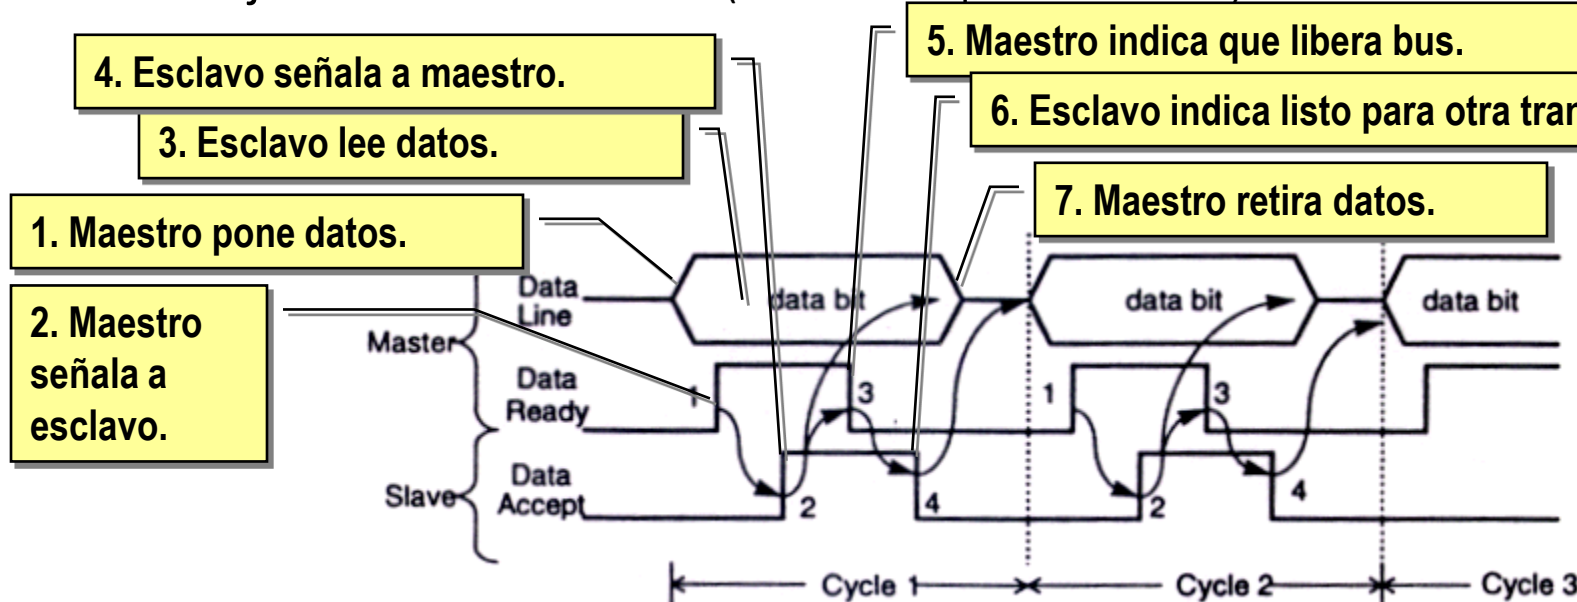 5. Maestro indica que libera bus.
4. Esclavo señala a maestro.
6. Esclavo indica listo para otra
3. Esclavo lee datos.
7. Maestro retira datos.
1. Maestro pone datos.
2. Maestro
señala a
esclavo.
Master
Data
Line
data bit
data bit
data bit
Data
Ready
1
3
1
3
Slave
Data
Accept
2
4
2
4
Cycle 1
Cycle 2
Cycle 3